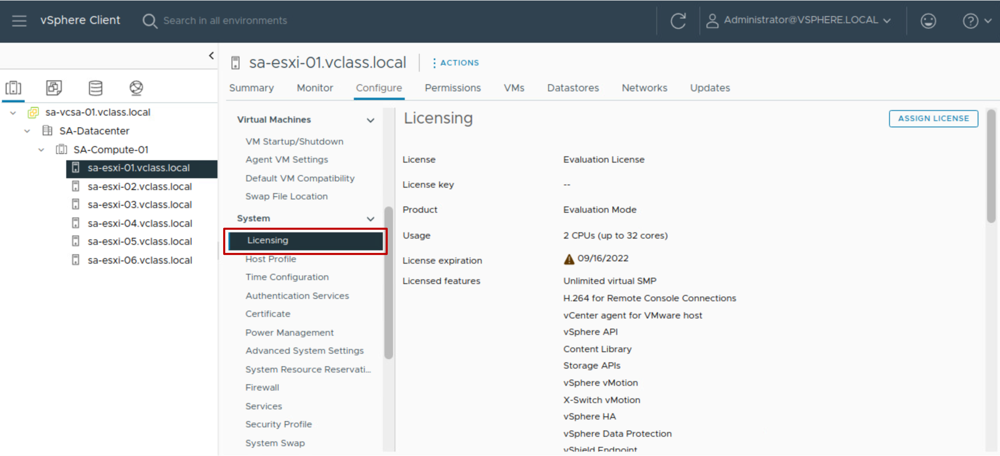 vSphere Client
Search in all environments
Administrator@VSPHERE.LOCAL
sa-vcsa-01.vclass.local
SA-Datacenter
SA-Compute-01
sa-esxi-01.vclass.local
sa-esxi-02.vclass.local
sa-esxi-03.vclass.local
sa-esxi-04.vclass.local
sa-esxi-05.vclass.local
sa-esxi-06.vclass.local
sa-esxi-01.vclass.local
ACTIONS
Summary Monitor Configure Permissions VMs Datastores Networks Updates
Virtual Machines
VM Startup/Shutdown
Agent VM Settings
Default VM Compatibility
Swap File Location
System
Licensing
Host Profile
Time Configuration
Authentication Services
Certificate
Power Management
Advanced System Settings
System Resource Reservati...
Firewall
Services
Security Profile
System Swap
Licensing
ASSIGN LICENSE
License Evaluation License
License key --
Product Evaluation Mode
Usage 2 CPUs (up to 32 cores)
License expiration 09/16/2022
Licensed features Unlimited virtual SMP
H.264 for Remote Console Connections
vCenter agent for VMware host
vSphere API
Content Library
Storage APIs
vSphere vMotion
X-Switch vMotion
vSphere HA
vSphere Data Protection
vShield Endpoint